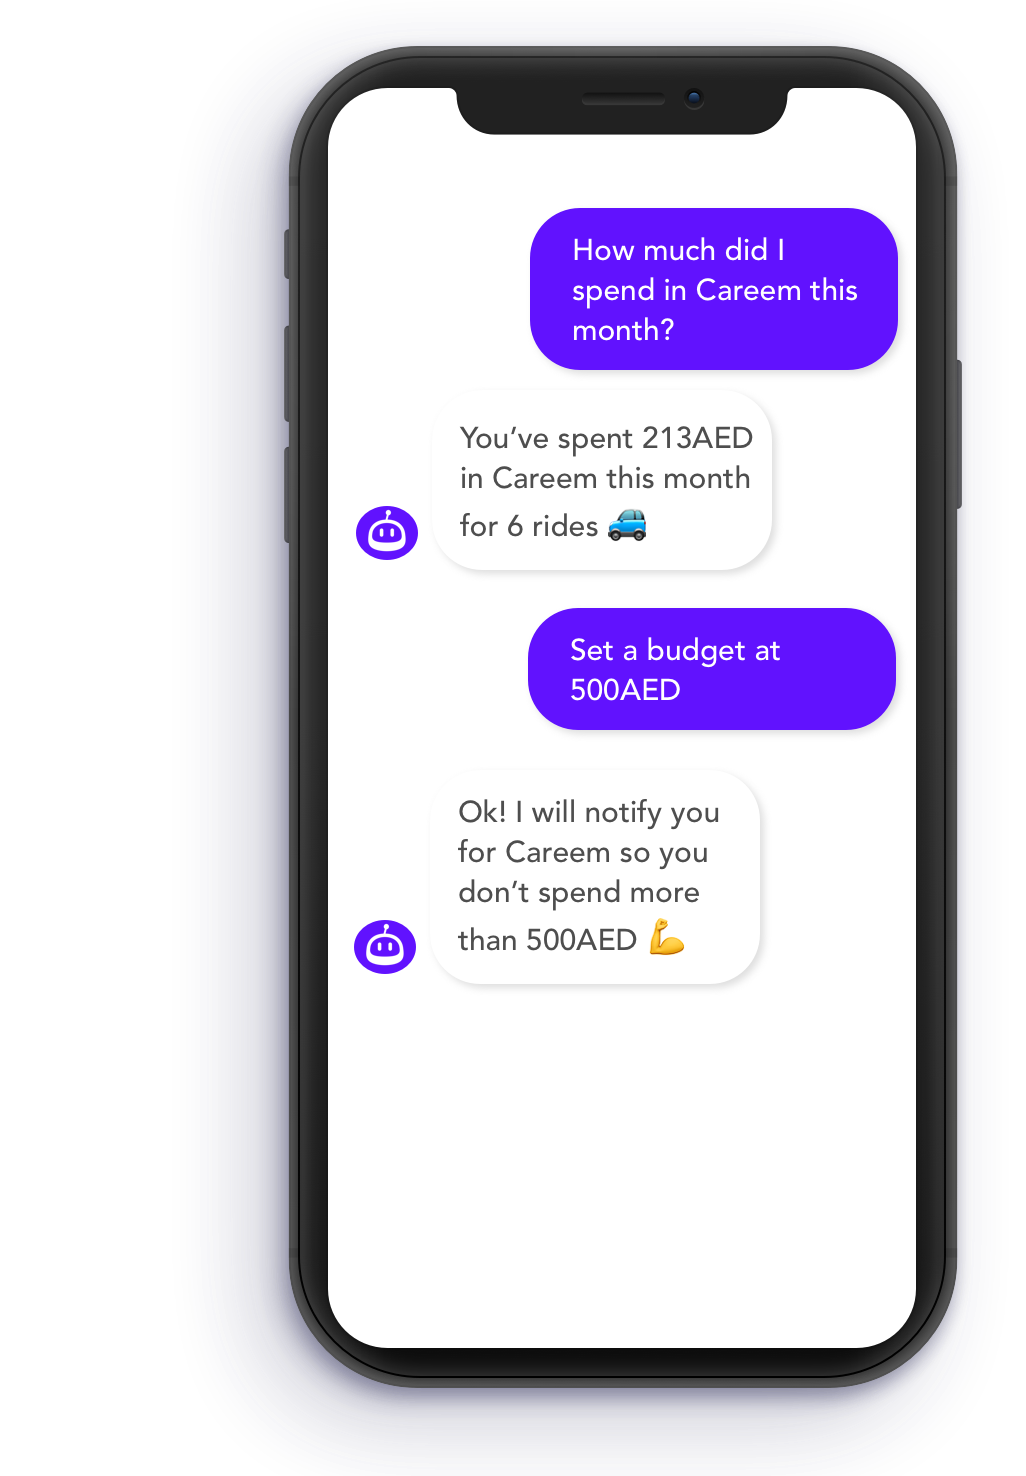 How much did I
spend in Careem this
month?
You’ve spent 213AED
in Careem this month
for 6 rides 🚙
Set a budget at
500AED
Ok! I will notify you
for Careem so you
don’t spend more
than 500AED 💪